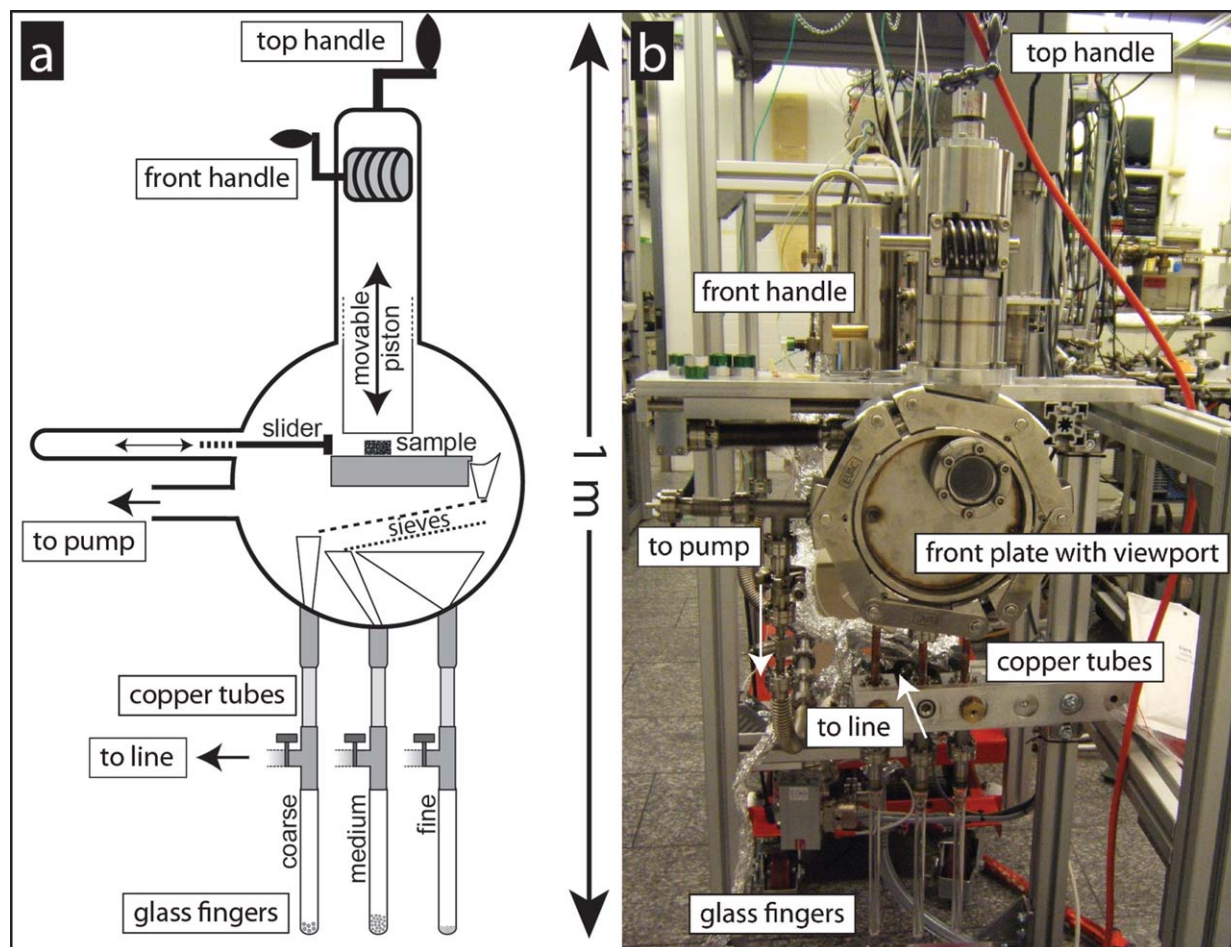 a
top handle
front handle
movable
piston
slider
sample
sieves
to pump
copper tubes
to line
coarse
medium
fine
glass fingers
1 m
b
top handle
front handle
to pump
front plate with viewport
copper tubes
to line
glass fingers